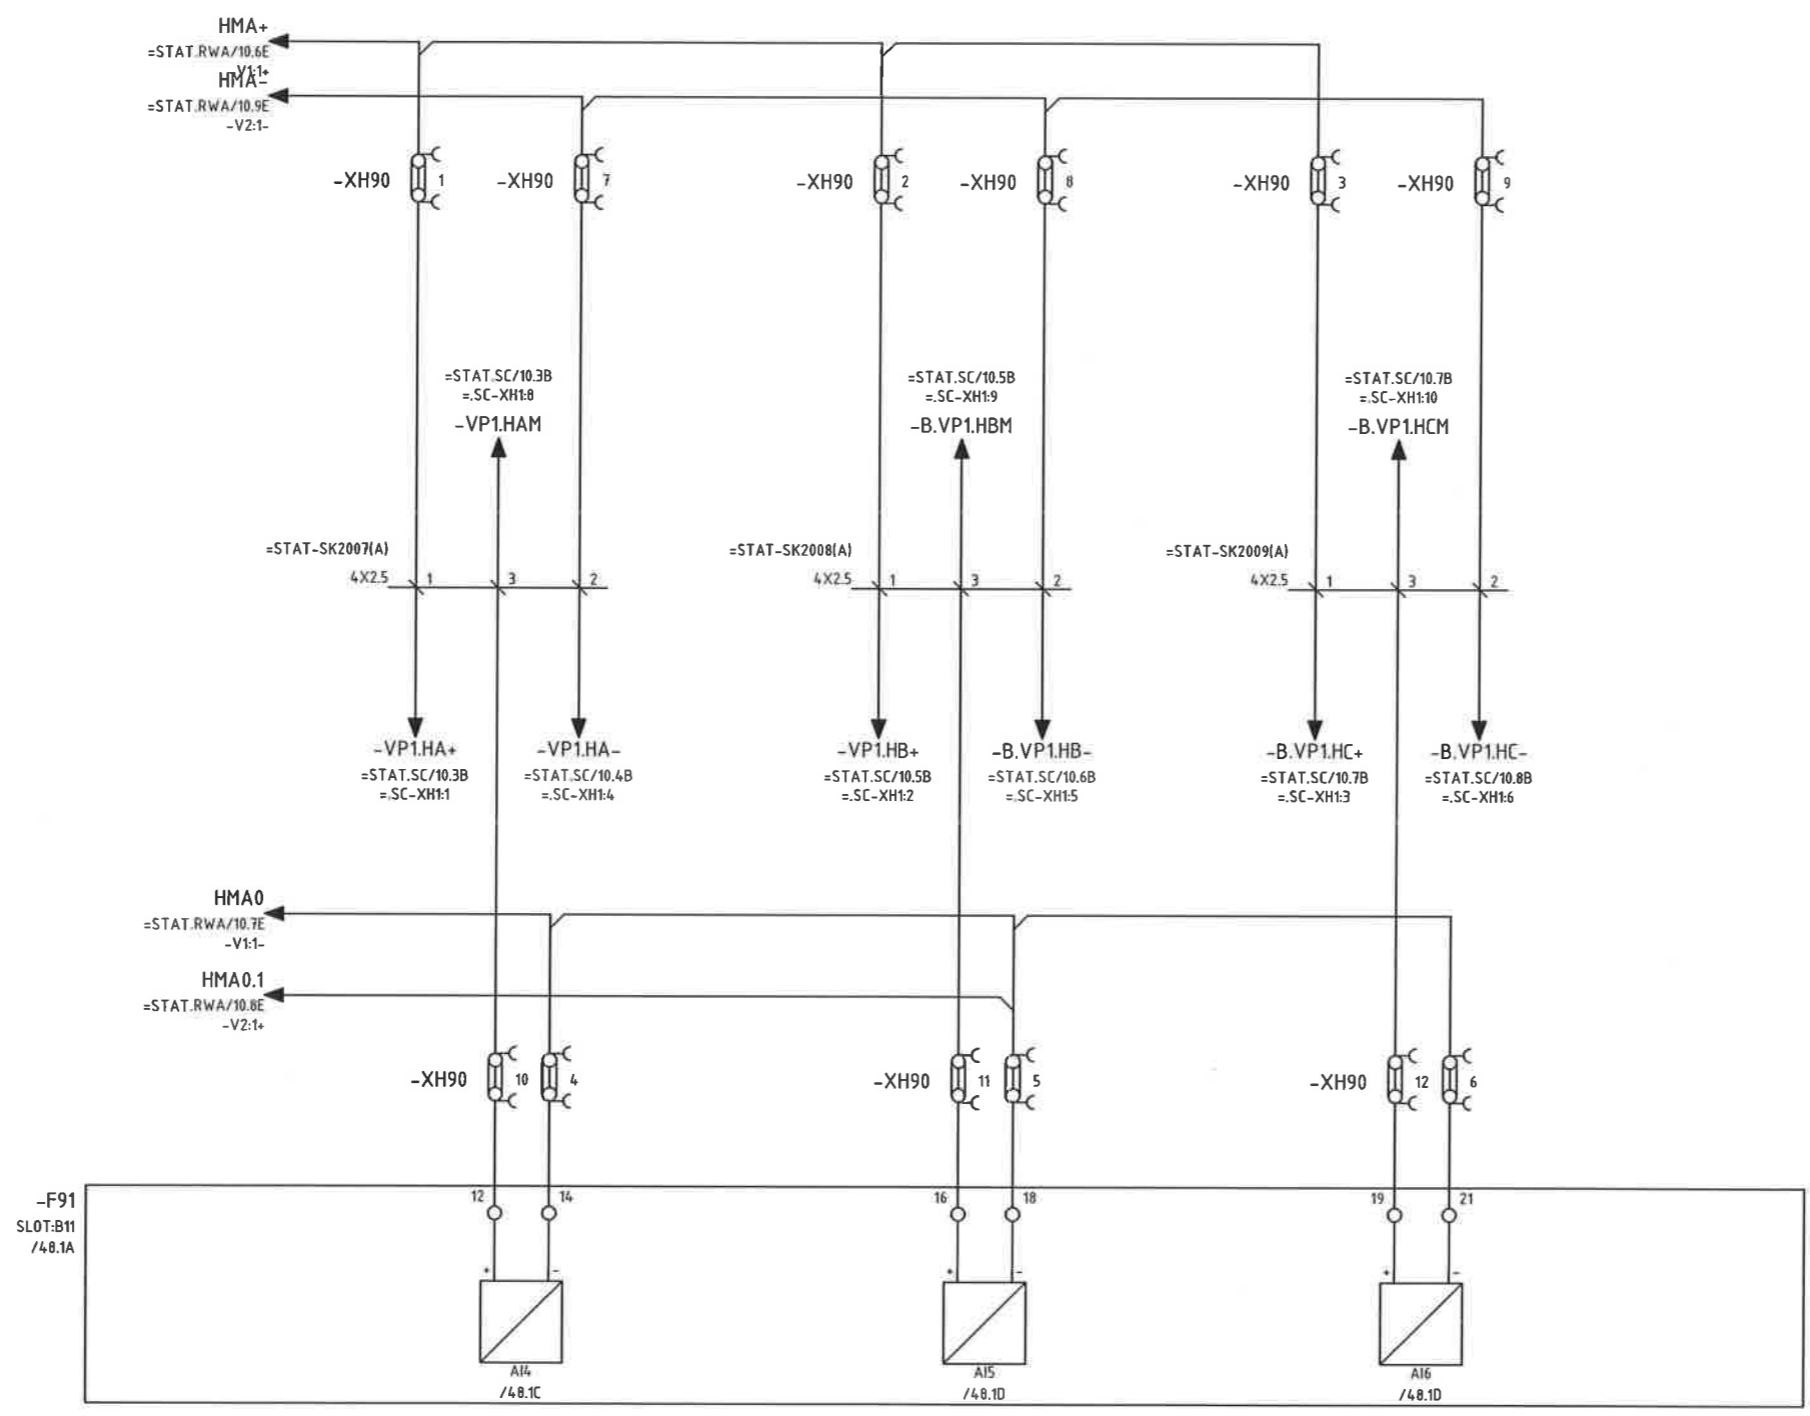 HMA+
=STAT.RWA/10.6E
-V1:1+
HMA-
=STAT.RWA/10.9E
-V2:1-
-XH90 1
-XH90 7
-XH90 2
-XH90 8
-XH90 3
-XH90 9
=STAT.SC/10.3B
=.SC-XH1:8
-VP1.HAM
=STAT.SC/10.5B
=.SC-XH1:9
-B.VP1.HBM
=STAT.SC/10.7B
=.SC-XH1:10
-B.VP1.HCM
=STAT-SK2007(A)
4X2.5 1 3 2
=STAT-SK2008(A)
4X2.5 1 3 2
=STAT-SK2009(A)
4X2.5 1 3 2
-VP1.HA+
=STAT.SC/10.3B
=.SC-XH1:1
-VP1.HA-
=STAT.SC/10.4B
=.SC-XH1:4
-VP1.HB+
=STAT.SC/10.5B
=.SC-XH1:2
-B.VP1.HB-
=STAT.SC/10.6B
=.SC-XH1:5
-B.VP1.HC+
=STAT.SC/10.7B
=.SC-XH1:3
-B.VP1.HC-
=STAT.SC/10.8B
=.SC-XH1:6
HMA0
=STAT.RWA/10.7E
-V1:1-
HMA0.1
=STAT.RWA/10.8E
-V2:1+
-XH90 10 4
-XH90 11 5
-XH90 12 6
-F91
SLOT:B11
/48.1A
12 14
16 18
19 21
+ -
+ -
+ -
AI4
/48.1C
AI5
/48.1D
AI6
/48.1D